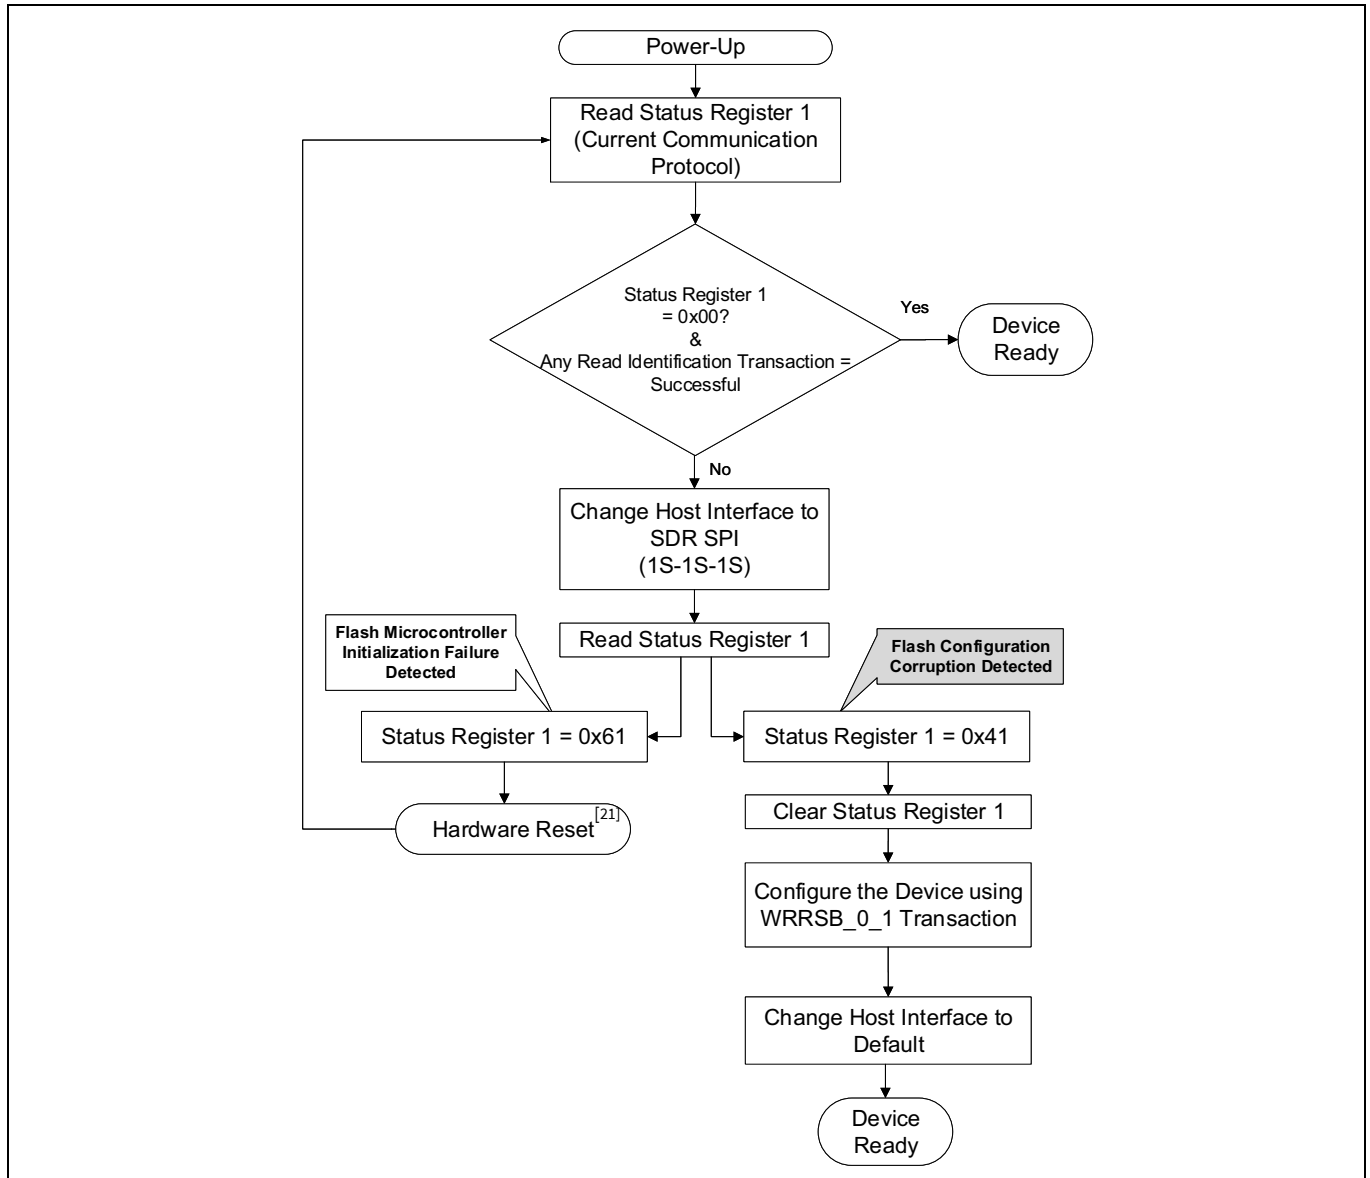 Power-Up
Read Status Register 1
(Current Communication
Protocol)
Status Register 1
= 0x00?
&
Any Read Identification Transaction =
Successful
Yes
Device
Ready
No
Change Host Interface to
SDR SPI
(1S-1S-1S)
Read Status Register 1
Flash Microcontroller
Initialization Failure
Detected
Flash Configuration
Corruption Detected
Status Register 1 = 0x61
Status Register 1 = 0x41
Hardware Reset[21]
Clear Status Register 1
Configure the Device using
WRRSB_0_1 Transaction
Change Host Interface to
Default
Device
Ready